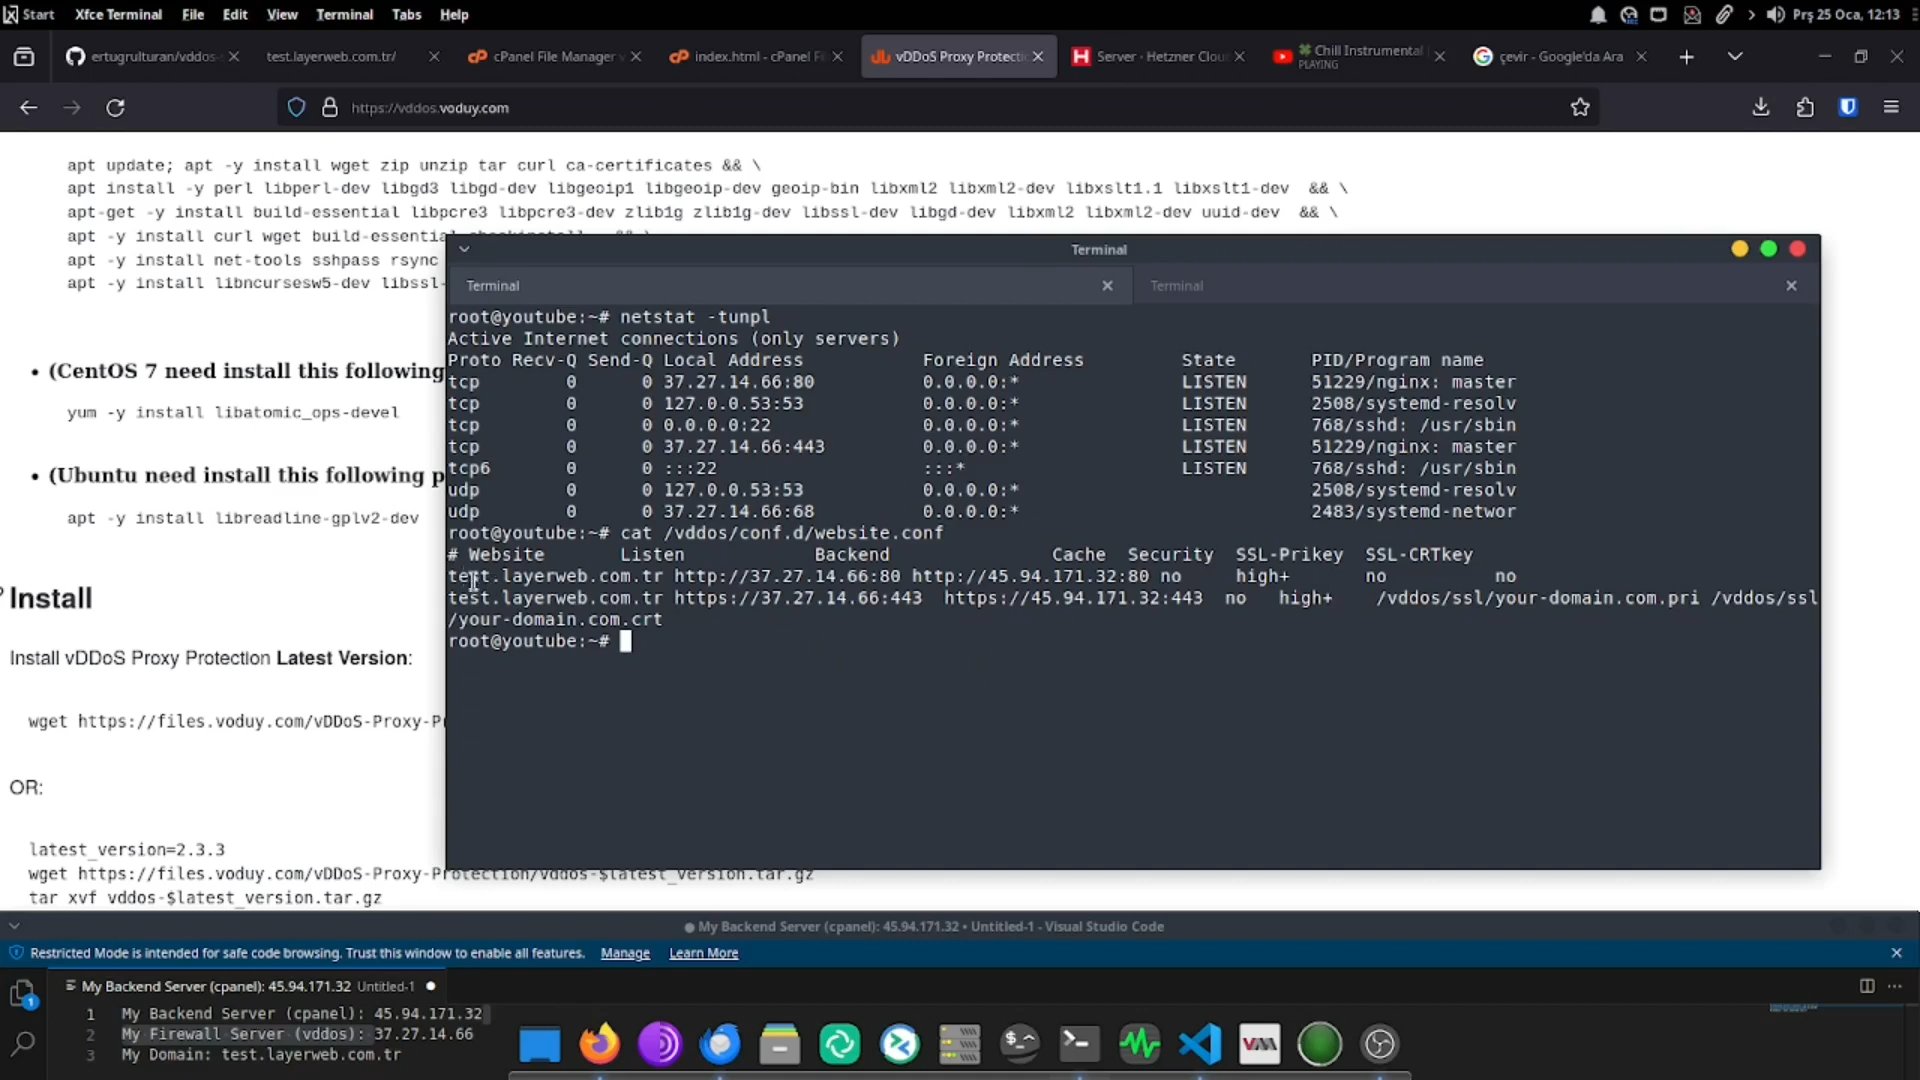 Start Xfce Terminal File Edit View Terminal Tabs Help Prş 25 Oca, 12:13
ertugrulturan/vddos- test.layerweb.com.tr/ cPanel File Manager v index.html - cPanel Fi vDDoS Proxy Protecti Server · Hetzner Clou Chill Instrumental çevir - Google'da Ara
PLAYING
https://vddos.voduy.com
apt update; apt -y install wget zip unzip tar curl ca-certificates && \
apt install -y perl libperl-dev libgd3 libgd-dev libgeoip1 libgeoip-dev geoip-bin libxml2 libxml2-dev libxslt1.1 libxslt1-dev && \
apt-get -y install build-essential libpcre3 libpcre3-dev zlib1g zlib1g-dev libssl-dev libgd-dev libxml2 libxml2-dev uuid-dev && \
apt -y install curl wget build-essential
apt -y install net-tools sshpass rsync
apt -y install libncursesw5-dev libssl-
• (CentOS 7 need install this following
yum -y install libatomic_ops-devel
• (Ubuntu need install this following p
apt -y install libreadline-gplv2-dev
Install
Install vDDoS Proxy Protection Latest Version:
wget https://files.voduy.com/vDDoS-Proxy-Pr
OR:
latest_version=2.3.3
wget https://files.voduy.com/vDDoS-Proxy-Protection/vddos-$latest_version.tar.gz
tar xvf vddos-$latest_version.tar.gz
Terminal
Terminal Terminal
root@youtube:~# netstat -tunpl
Active Internet connections (only servers)
Proto Recv-Q Send-Q Local Address Foreign Address State PID/Program name
tcp 0 0 37.27.14.66:80 0.0.0.0:* LISTEN 51229/nginx: master
tcp 0 0 127.0.0.53:53 0.0.0.0:* LISTEN 2508/systemd-resolv
tcp 0 0 0.0.0.0:22 0.0.0.0:* LISTEN 768/sshd: /usr/sbin
tcp 0 0 37.27.14.66:443 0.0.0.0:* LISTEN 51229/nginx: master
tcp6 0 0 :::22 :::* LISTEN 768/sshd: /usr/sbin
udp 0 0 127.0.0.53:53 0.0.0.0:* 2508/systemd-resolv
udp 0 0 37.27.14.66:68 0.0.0.0:* 2483/systemd-networ
root@youtube:~# cat /vddos/conf.d/website.conf
# Website Listen Backend Cache Security SSL-Prikey SSL-CRTkey
test.layerweb.com.tr http://37.27.14.66:80 http://45.94.171.32:80 no high+ no no
test.layerweb.com.tr https://37.27.14.66:443 https://45.94.171.32:443 no high+ /vddos/ssl/your-domain.com.pri /vddos/ssl
/your-domain.com.crt
root@youtube:~#
● My Backend Server (cpanel): 45.94.171.32 • Untitled-1 - Visual Studio Code
Restricted Mode is intended for safe code browsing. Trust this window to enable all features. Manage Learn More
My Backend Server (cpanel): 45.94.171.32 Untitled-1 ●
1 My Backend Server (cpanel): 45.94.171.32
2 My Firewall Server (vddos): 37.27.14.66
3 My Domain: test.layerweb.com.tr